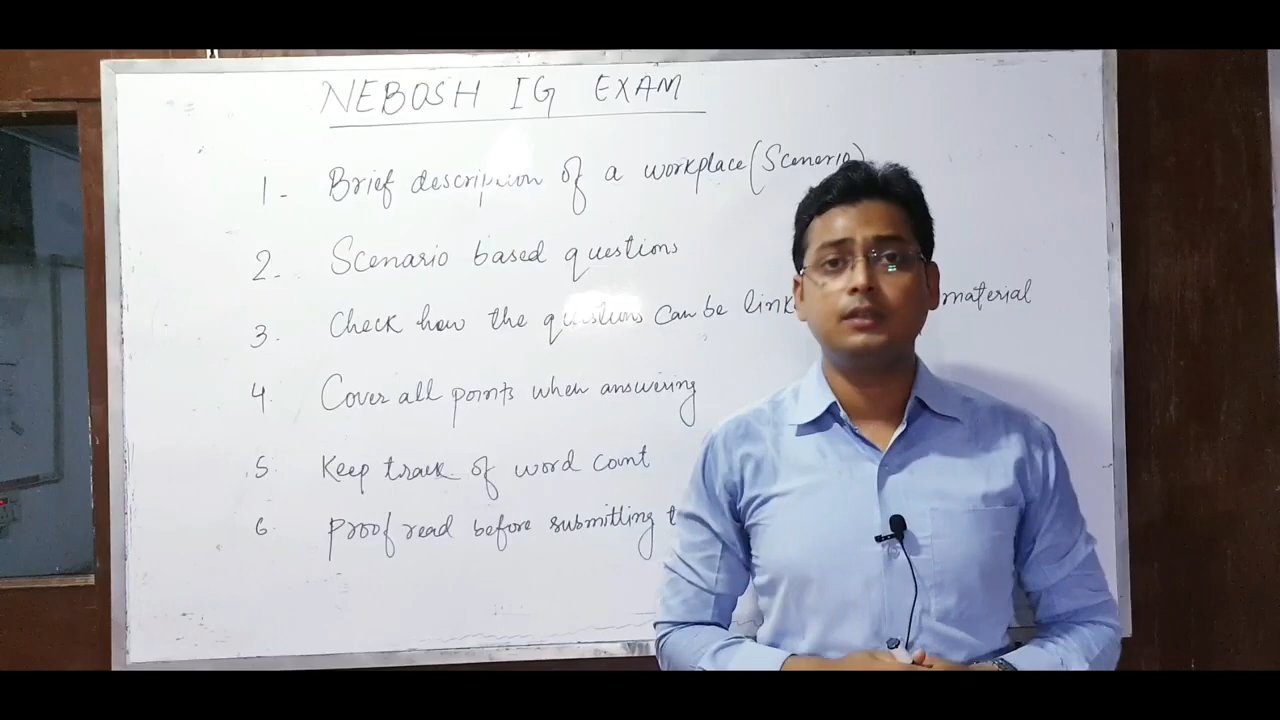 NEBOSH IG EXAM
1- Brief description of a workplace (Scenerio)
2- Scenario based questions
3. Check how the questions can be link material
4. Cover all points when answering
5. Keep track of word count
6. Proof read before submitting t